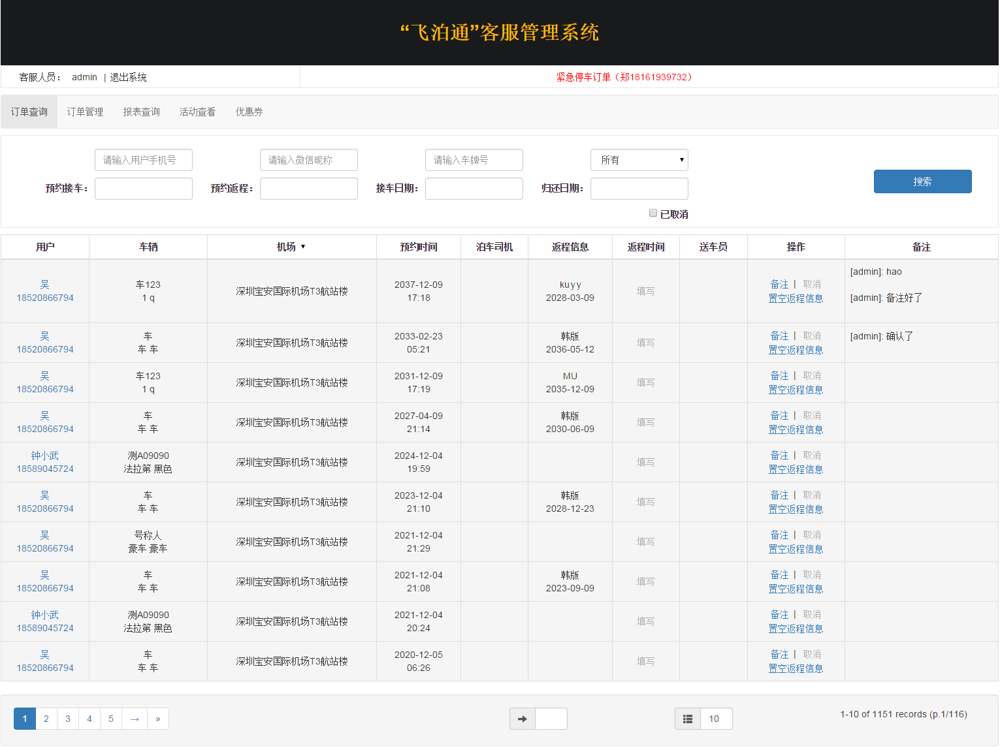 “飞泊通”客服管理系统
客服人员： admin | 退出系统
紧急停车订单（郑18161939732）
订单查询 订单管理 报表查询 活动查看 优惠券
请输入用户手机号 请输入微信昵称 请输入车牌号 所有 ▼
预约接车： 预约返程： 接车日期： 归还日期：
搜索
已取消
用户 车辆 机场 ▼ 预约时间 泊车司机 返程信息 返程时间 送车员 操作 备注
吴
18520866794
车123
1 q
深圳宝安国际机场T3航站楼
2037-12-09
17:18
kuyy
2028-03-09
填写
备注 | 取消
置空返程信息
[admin]: hao
[admin]: 备注好了
吴
18520866794
车
车 车
深圳宝安国际机场T3航站楼
2033-02-23
05:21
韩版
2036-05-12
填写
备注 | 取消
置空返程信息
[admin]: 确认了
吴
18520866794
车123
1 q
深圳宝安国际机场T3航站楼
2031-12-09
17:19
MU
2035-12-09
填写
备注 | 取消
置空返程信息
吴
18520866794
车
车 车
深圳宝安国际机场T3航站楼
2027-04-09
21:14
韩版
2030-06-09
填写
备注 | 取消
置空返程信息
钟小武
18589045724
测A09090
法拉第 黑色
深圳宝安国际机场T3航站楼
2024-12-04
19:59
填写
备注 | 取消
置空返程信息
吴
18520866794
车
车 车
深圳宝安国际机场T3航站楼
2023-12-04
21:10
韩版
2028-12-23
填写
备注 | 取消
置空返程信息
吴
18520866794
号称人
豪车 豪车
深圳宝安国际机场T3航站楼
2021-12-04
21:29
填写
备注 | 取消
置空返程信息
吴
18520866794
车
车 车
深圳宝安国际机场T3航站楼
2021-12-04
21:08
韩版
2023-09-09
填写
备注 | 取消
置空返程信息
钟小武
18589045724
测A09090
法拉第 黑色
深圳宝安国际机场T3航站楼
2021-12-04
20:24
填写
备注 | 取消
置空返程信息
吴
18520866794
车
车 车
深圳宝安国际机场T3航站楼
2020-12-05
06:26
填写
备注 | 取消
置空返程信息
1 2 3 4 5 → »
10
1-10 of 1151 records (p.1/116)